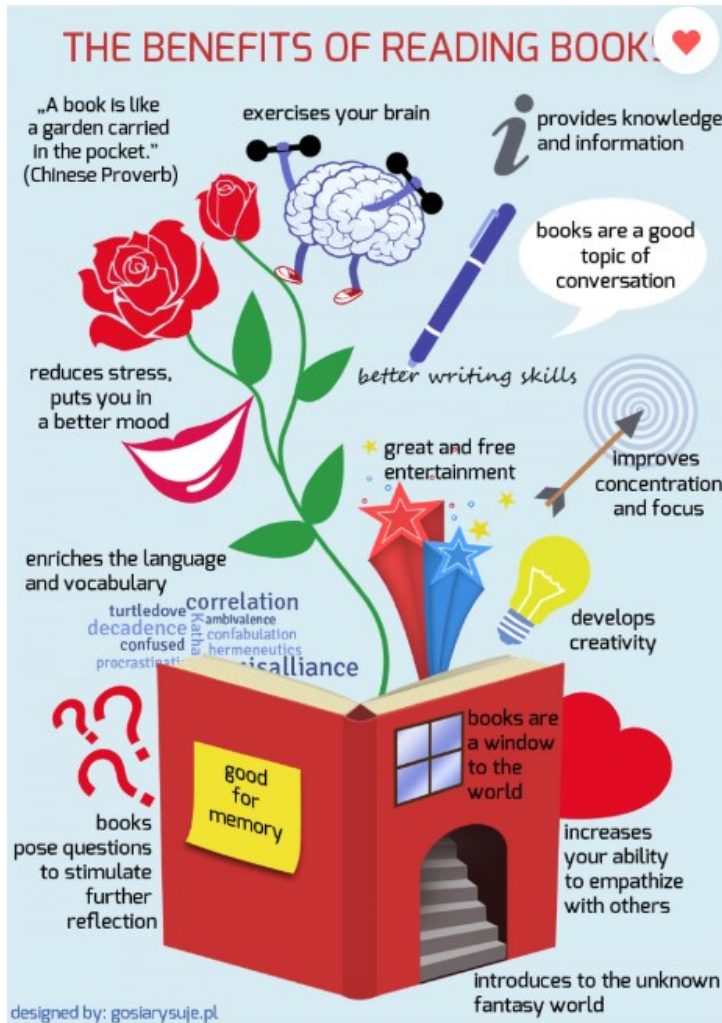 THE BENEFITS OF READING BOOKS
„A book is like
a garden carried
in the pocket.”
(Chinese Proverb)
exercises your brain
provides knowledge
and information
books are a good
topic of
conversation
better writing skills
reduces stress,
puts you in
a better mood
great and free
entertainment
improves
concentration
and focus
enriches the language
and vocabulary
turtledove
correlation
decadence
Katha
ambivalence
confused
confabulation
hermeneutics
develops
creativity
good
for
memory
books are
a window
to the
world
books
pose questions
to stimulate
further
reflection
increases
your ability
to empathize
with others
introduces to the unknown
fantasy world
designed by: gosiarysuje.pl